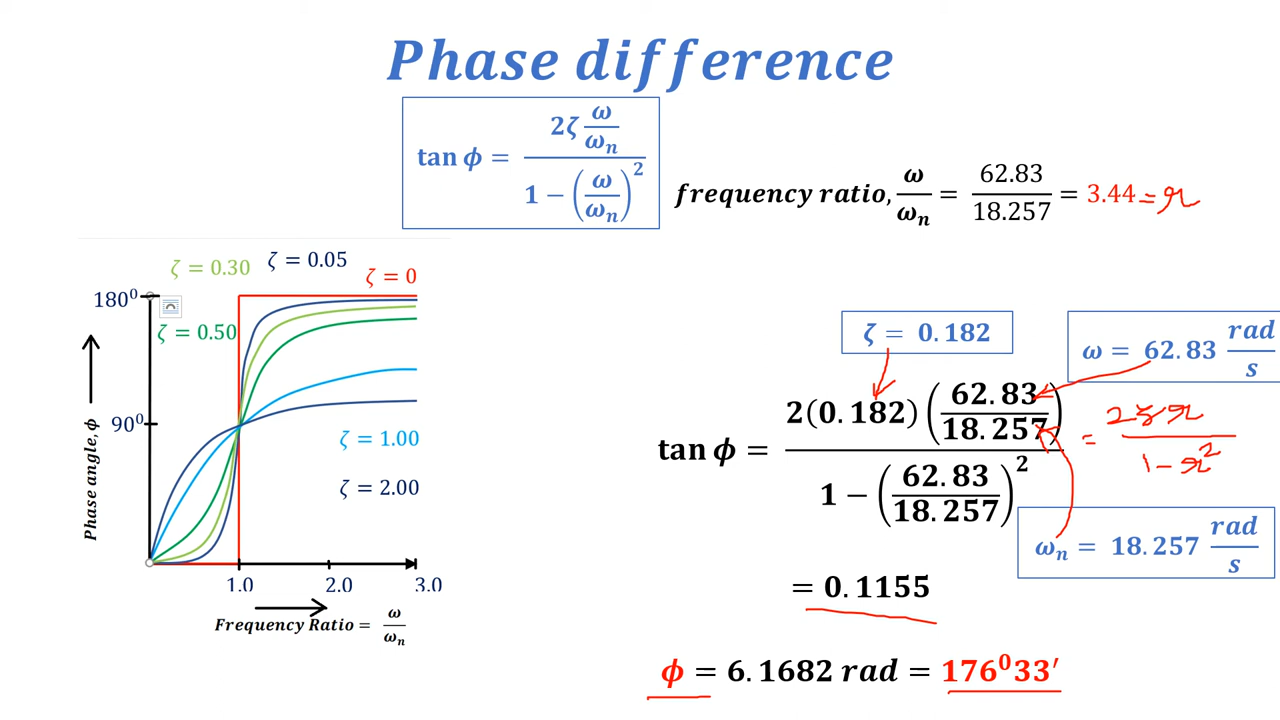 Phase difference
tan ϕ = 2ζ ω/ωₙ / 1 − (ω/ωₙ)²
frequency ratio, ω/ωₙ = 62.83/18.257 = 3.44 = r
ζ = 0.30
ζ = 0.05
ζ = 0
180⁰
ζ = 0.50
90⁰
ζ = 1.00
ζ = 2.00
Phase angle, ϕ
1.0 2.0 3.0
Frequency Ratio = ω/ωₙ
ζ = 0.182
ω = 62.83 rad/s
tan ϕ = 2(0.182)(62.83/18.257) / 1 − (62.83/18.257)² = 2ζr / 1 − r²
ωₙ = 18.257 rad/s
= 0.1155
ϕ = 6.1682 rad = 176⁰33′